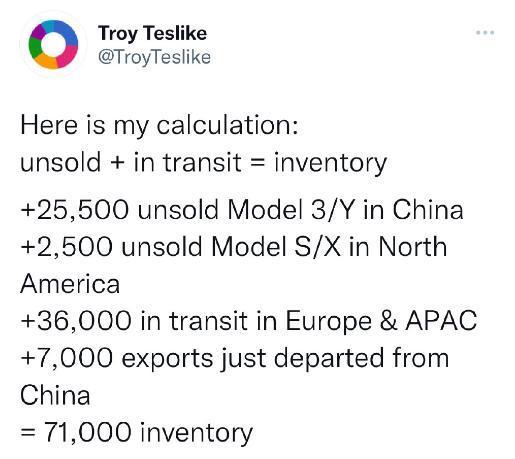 Troy Teslike
@TroyTeslike
Here is my calculation:
unsold + in transit = inventory
+25,500 unsold Model 3/Y in China
+2,500 unsold Model S/X in North
America
+36,000 in transit in Europe & APAC
+7,000 exports just departed from
China
= 71,000 inventory